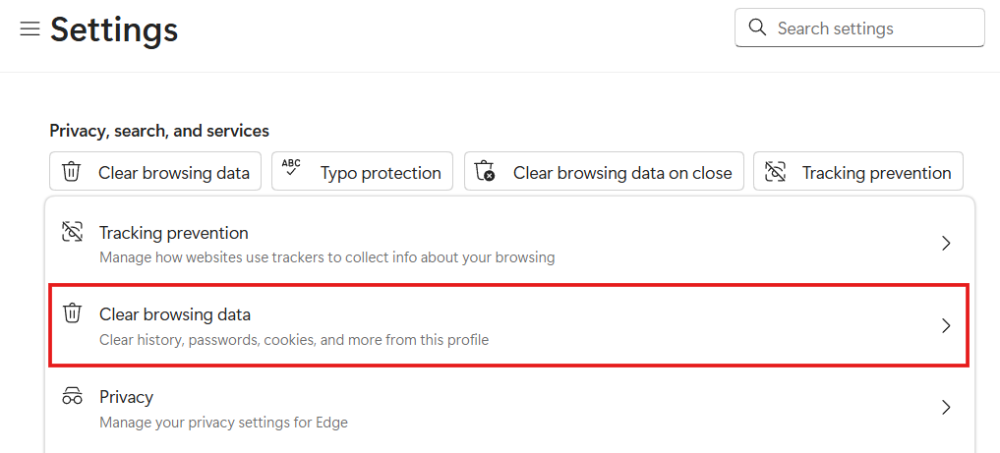 Settings
Search settings
Privacy, search, and services
Clear browsing data
ABC
Typo protection
Clear browsing data on close
Tracking prevention
Tracking prevention
Manage how websites use trackers to collect info about your browsing
Clear browsing data
Clear history, passwords, cookies, and more from this profile
Privacy
Manage your privacy settings for Edge